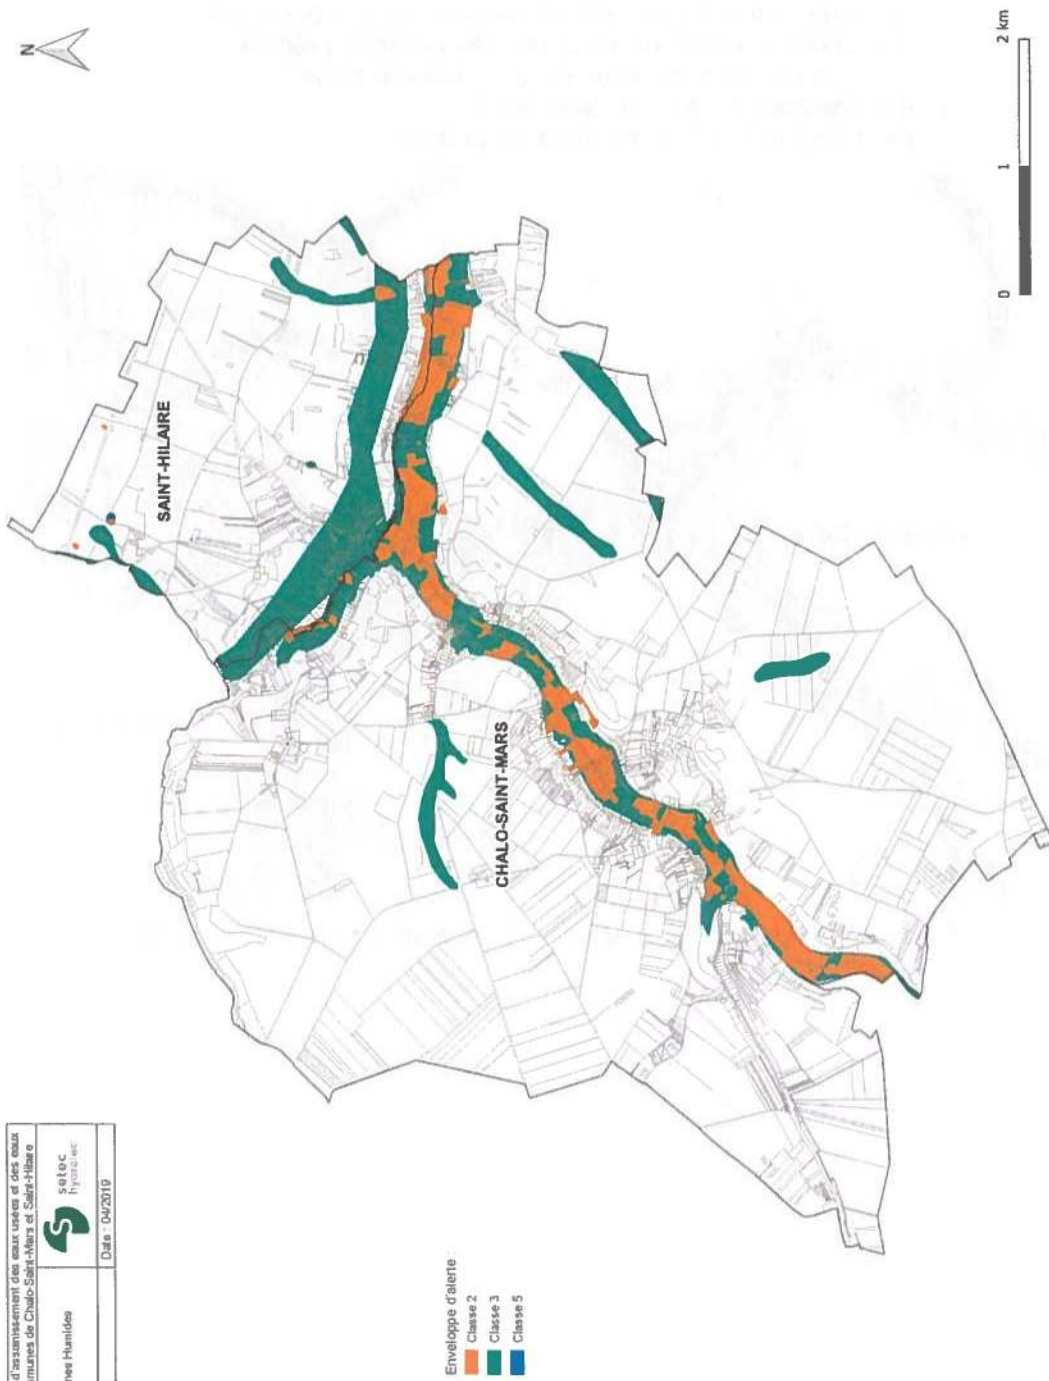 d'assainissement des eaux usées et des eaux
munes de Chalo-Saint-Mars et Saint-Hilaire
nes Humides
setec
hydratec
Date : 04/2019
N
SAINT-HILAIRE
CHALO-SAINT-MARS
Enveloppe d'alerte :
Classe 2
Classe 3
Classe 5
0 1 2 km